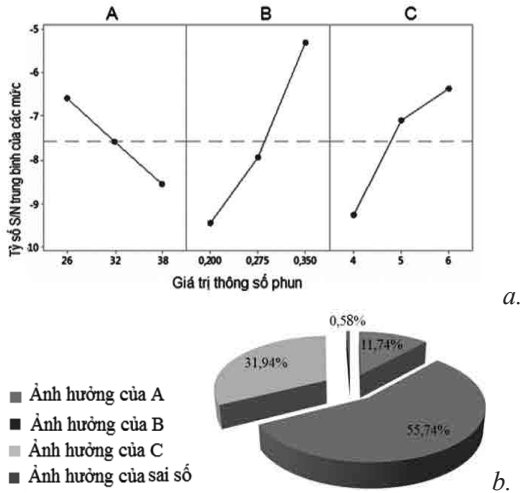 A B C
Tỷ số S/N trung bình của các mức
-5
-6
-7
-8
-9
-10
26 32 38 0,200 0,275 0,350 4 5 6
Giá trị thông số phun
a.
0,58%
11,74%
31,94%
55,74%
Ảnh hưởng của A
Ảnh hưởng của B
Ảnh hưởng của C
Ảnh hưởng của sai số
b.